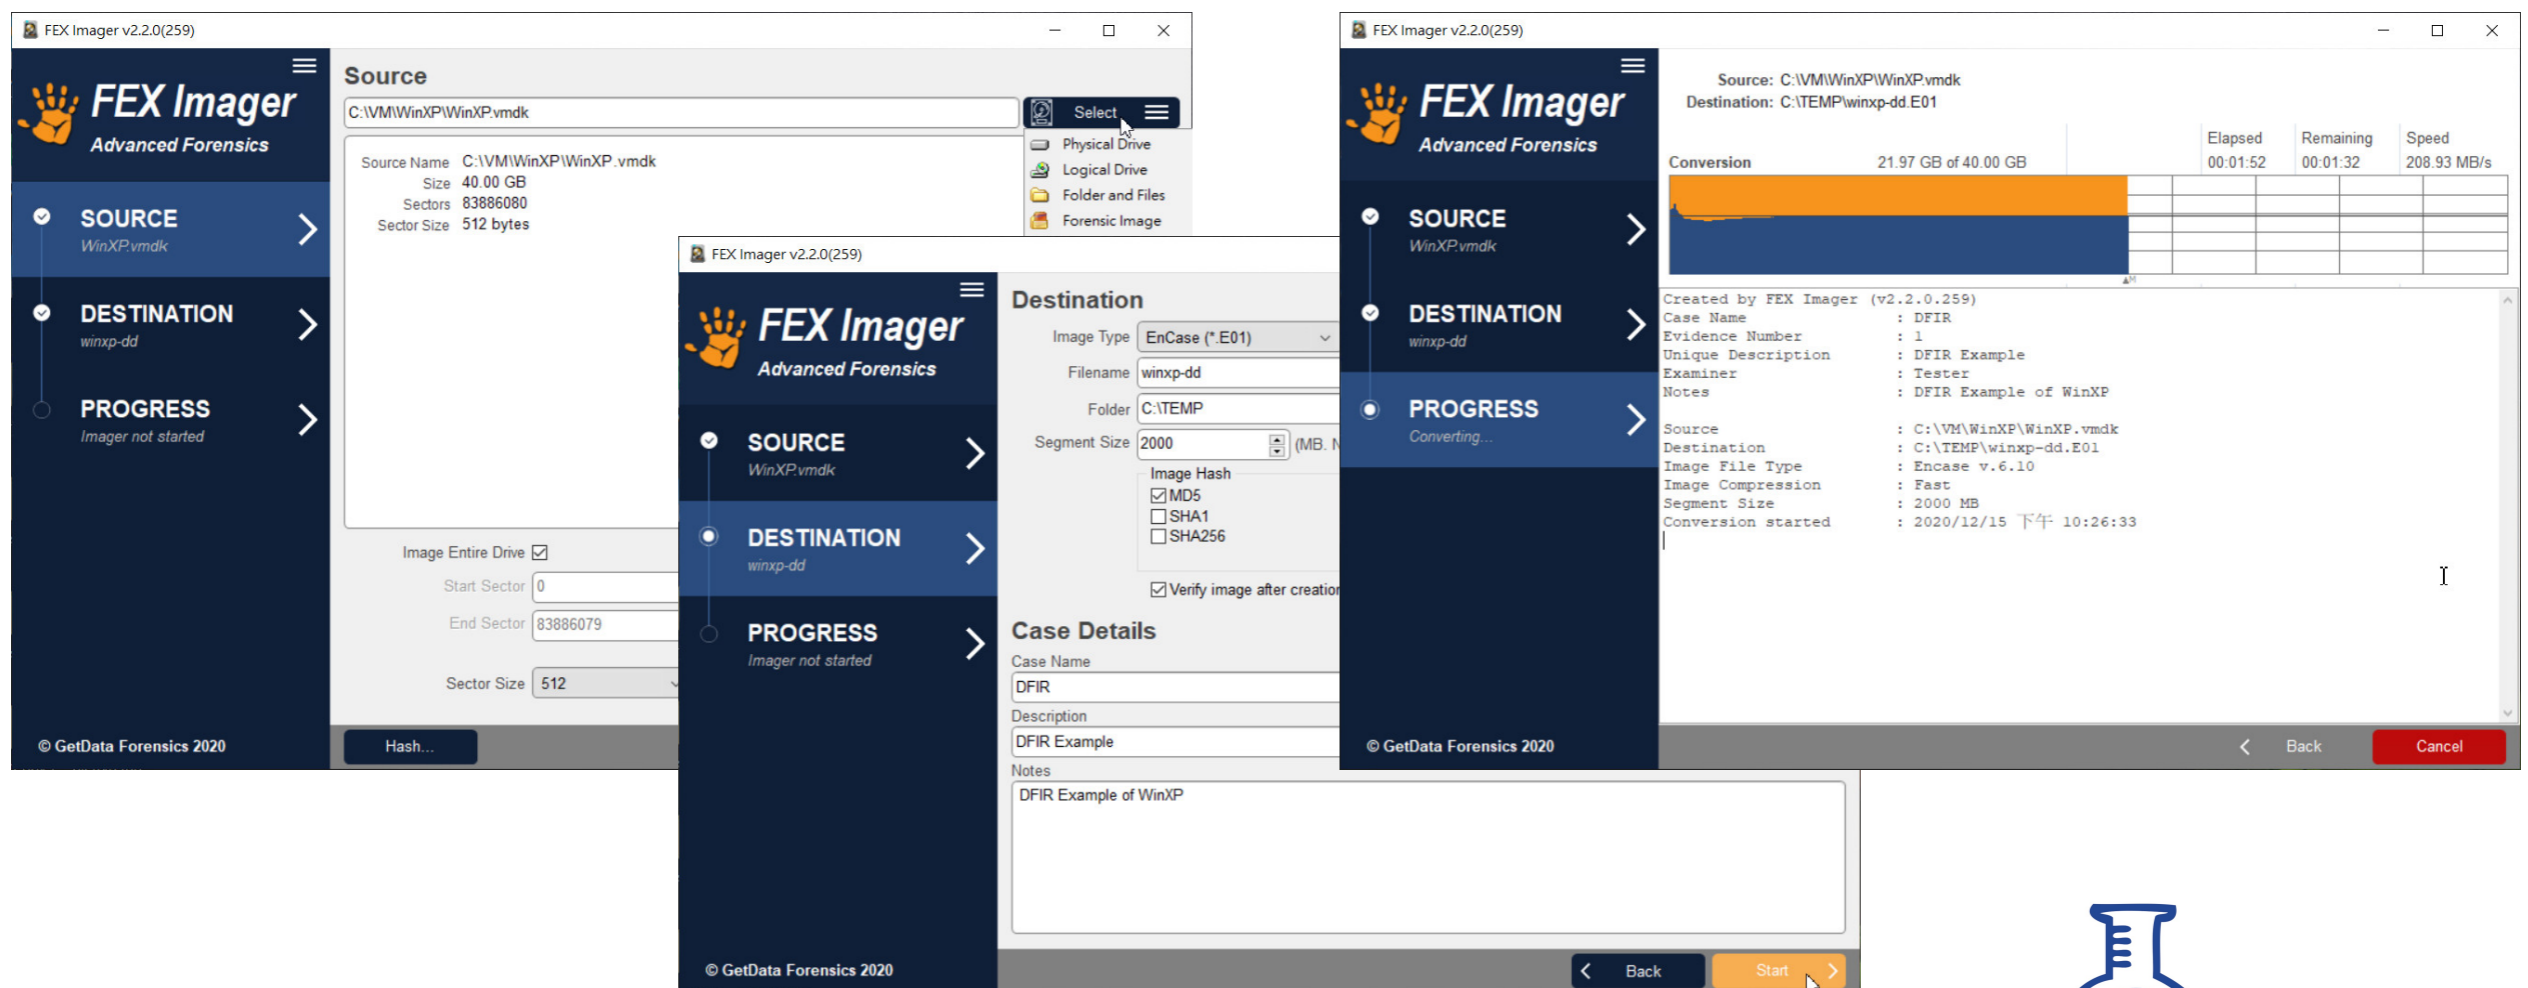 FEX Imager v2.2.0(259)
FEX Imager
Advanced Forensics
SOURCE
WinXP.vmdk
DESTINATION
winxp-dd
PROGRESS
Imager not started
© GetData Forensics 2020
Source
C:\VM\WinXP\WinXP.vmdk
Select
Physical Drive
Logical Drive
Folder and Files
Forensic Image
Source Name C:\VM\WinXP\WinXP.vmdk
Size 40.00 GB
Sectors 83886080
Sector Size 512 bytes
Image Entire Drive
Start Sector 0
End Sector 83886079
Sector Size 512
Hash...
FEX Imager v2.2.0(259)
FEX Imager
Advanced Forensics
SOURCE
WinXP.vmdk
DESTINATION
winxp-dd
PROGRESS
Imager not started
© GetData Forensics 2020
Destination
Image Type EnCase (*.E01)
Filename winxp-dd
Folder C:\TEMP
Segment Size 2000 (MB. N
Image Hash
MD5
SHA1
SHA256
Verify image after creation
Case Details
Case Name
DFIR
Description
DFIR Example
Notes
DFIR Example of WinXP
Back
Start
FEX Imager v2.2.0(259)
FEX Imager
Advanced Forensics
SOURCE
WinXP.vmdk
DESTINATION
winxp-dd
PROGRESS
Converting...
© GetData Forensics 2020
Source: C:\VM\WinXP\WinXP.vmdk
Destination: C:\TEMP\winxp-dd.E01
Elapsed Remaining Speed
Conversion 21.97 GB of 40.00 GB 00:01:52 00:01:32 208.93 MB/s
Created by FEX Imager (v2.2.0.259)
Case Name : DFIR
Evidence Number : 1
Unique Description : DFIR Example
Examiner : Tester
Notes : DFIR Example of WinXP
Source : C:\VM\WinXP\WinXP.vmdk
Destination : C:\TEMP\winxp-dd.E01
Image File Type : Encase v.6.10
Image Compression : Fast
Segment Size : 2000 MB
Conversion started : 2020/12/15 下午 10:26:33
Back
Cancel